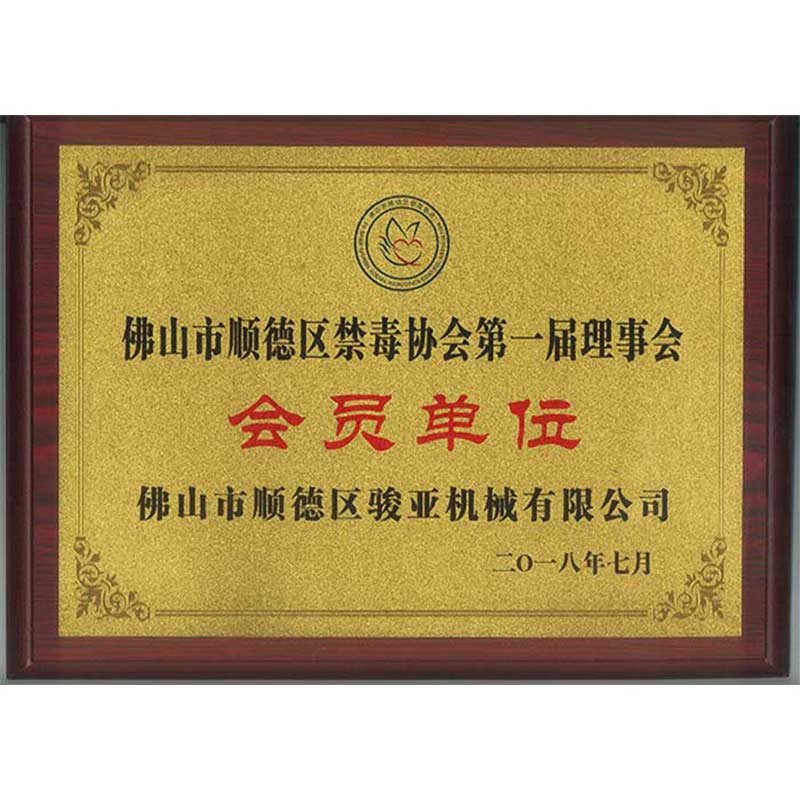 佛山市顺德区禁毒协会第一届理事会
会员单位
佛山市顺德区骏亚机械有限公司
二〇一八年七月